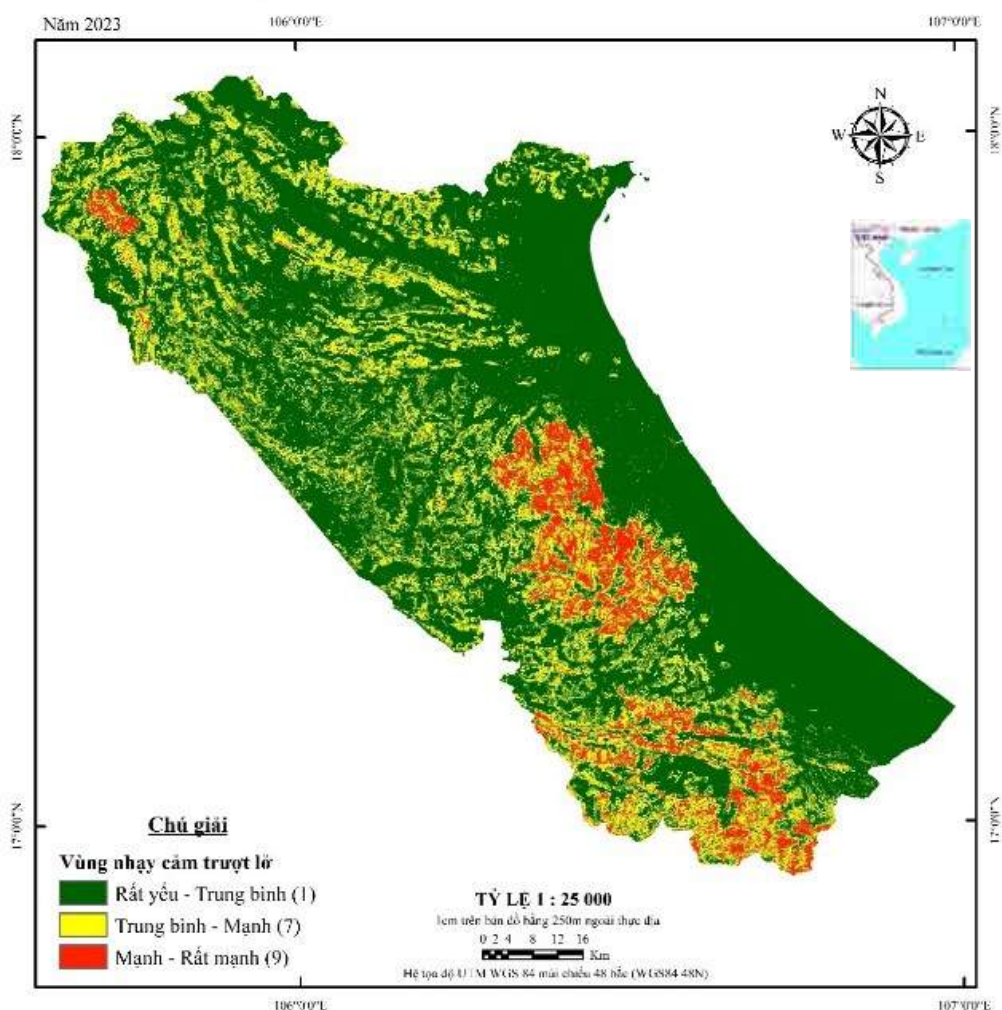 Năm 2023
106°0'0"E
107°0'0"E
18°0'0"N
18°0'0"N
N
W
E
S
17°0'0"N
17°0'0"N
Chú giải
Vùng nhạy cảm trượt lở
Rất yếu - Trung bình (1)
Trung bình - Mạnh (7)
Mạnh - Rất mạnh (9)
TỶ LỆ 1 : 25 000
1cm trên bản đồ bằng 250m ngoài thực địa
0 2 4 8 12 16
Km
Hệ tọa độ UTM WGS 84 múi chiếu 48 bắc (WGS84 48N)
106°0'0"E
107°0'0"E